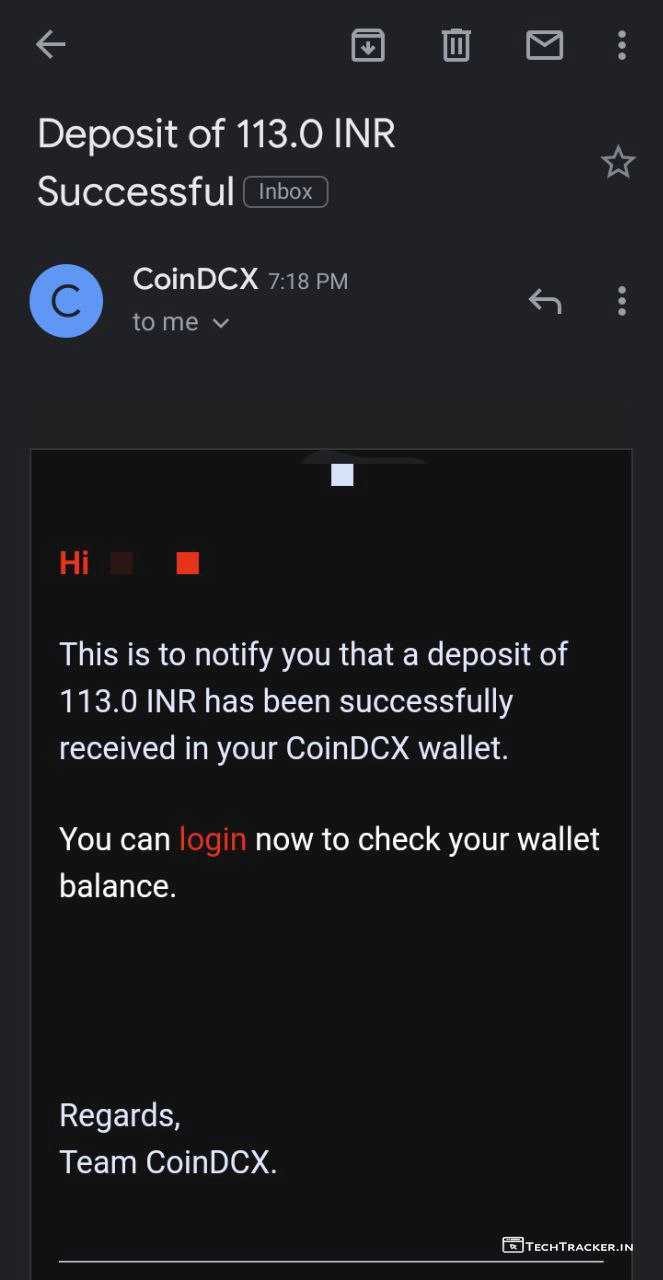 Deposit of 113.0 INR
Successful Inbox
CoinDCX 7:18 PM
to me
C
Hi
This is to notify you that a deposit of
113.0 INR has been successfully
received in your CoinDCX wallet.
You can login now to check your wallet
balance.
Regards,
Team CoinDCX.
TECHTRACKER.IN